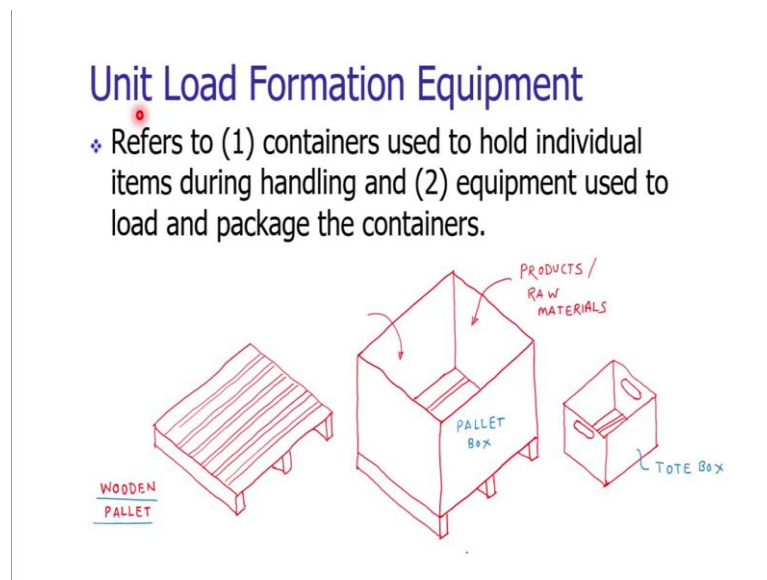 Unit Load Formation Equipment
Refers to (1) containers used to hold individual
items during handling and (2) equipment used to
load and package the containers.
PRODUCTS/
RAW
MATERIALS
PALLET
BOX
WOODEN
PALLET
TOTE BOX